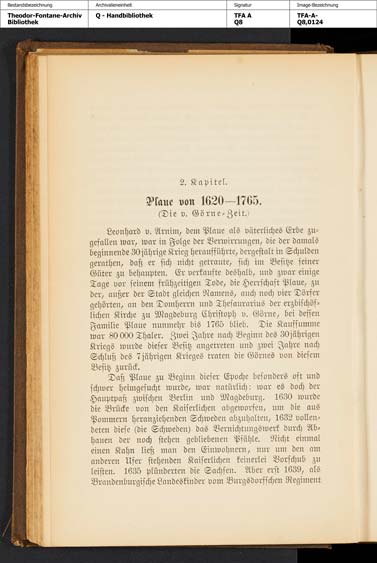 Bestandsbezeichnung
Archivalieneinheit
Signatur
Image-Bezeichnung
Theodor-Fontane-Archiv
Bibliothek
Q - Handbibliothek
TFA A
Q8
TFA-A-
Q8,0124
2. Kapitel.
Plaue von 1620—1765.
(Die v. Görne-Zeit.)
Leonhard v. Arnim, dem Plaue als väterliches Erbe zu-
gefallen war, war in Folge der Verwirrungen, die der damals
beginnende 30jährige Krieg heraufführte, dergestalt in Schulden
gerathen, daß er sich nicht getraute, sich im Besitze seiner
Güter zu behaupten. Er verkaufte deshalb, und zwar einige
Tage vor seinem frühzeitigen Tode, die Herrschaft Plaue, zu
der, außer der Stadt gleichen Namens, auch noch vier Dörfer
gehörten, an den Domherrn und Thesaurarius der erzbischöf-
lichen Kirche zu Magdeburg Christoph v. Görne, bei dessen
Familie Plaue nunmehr bis 1765 blieb. Die Kaufsumme
war 80 000 Thaler. Zwei Jahre nach Beginn des 30jährigen
Kriegs wurde dieser Besitz angetreten und zwei Jahre nach
Schluß des 7jährigen Krieges traten die Görnes von diesem
Besitz zurück.
Daß Plaue zu Beginn dieser Epoche besonders oft und
schwer heimgesucht wurde, war natürlich: war es doch der
Hauptpaß zwischen Berlin und Magdeburg. 1630 wurde
die Brücke von den Kaiserlichen abgeworfen, um die aus
Pommern heranziehenden Schweden abzuhalten, 1632 vollen-
deten diese (die Schweden) das Vernichtungswerk durch Ab-
hauen der noch stehen gebliebenen Pfähle. Nicht einmal
einen Kahn ließ man den Einwohnern, nur um den am
anderen Ufer stehenden Kaiserlichen keinerlei Vorschub zu
leisten. 1635 plünderten die Sachsen. Aber erst 1639, als
Brandenburgische Landeskinder vom Burgsdorffschen Regiment